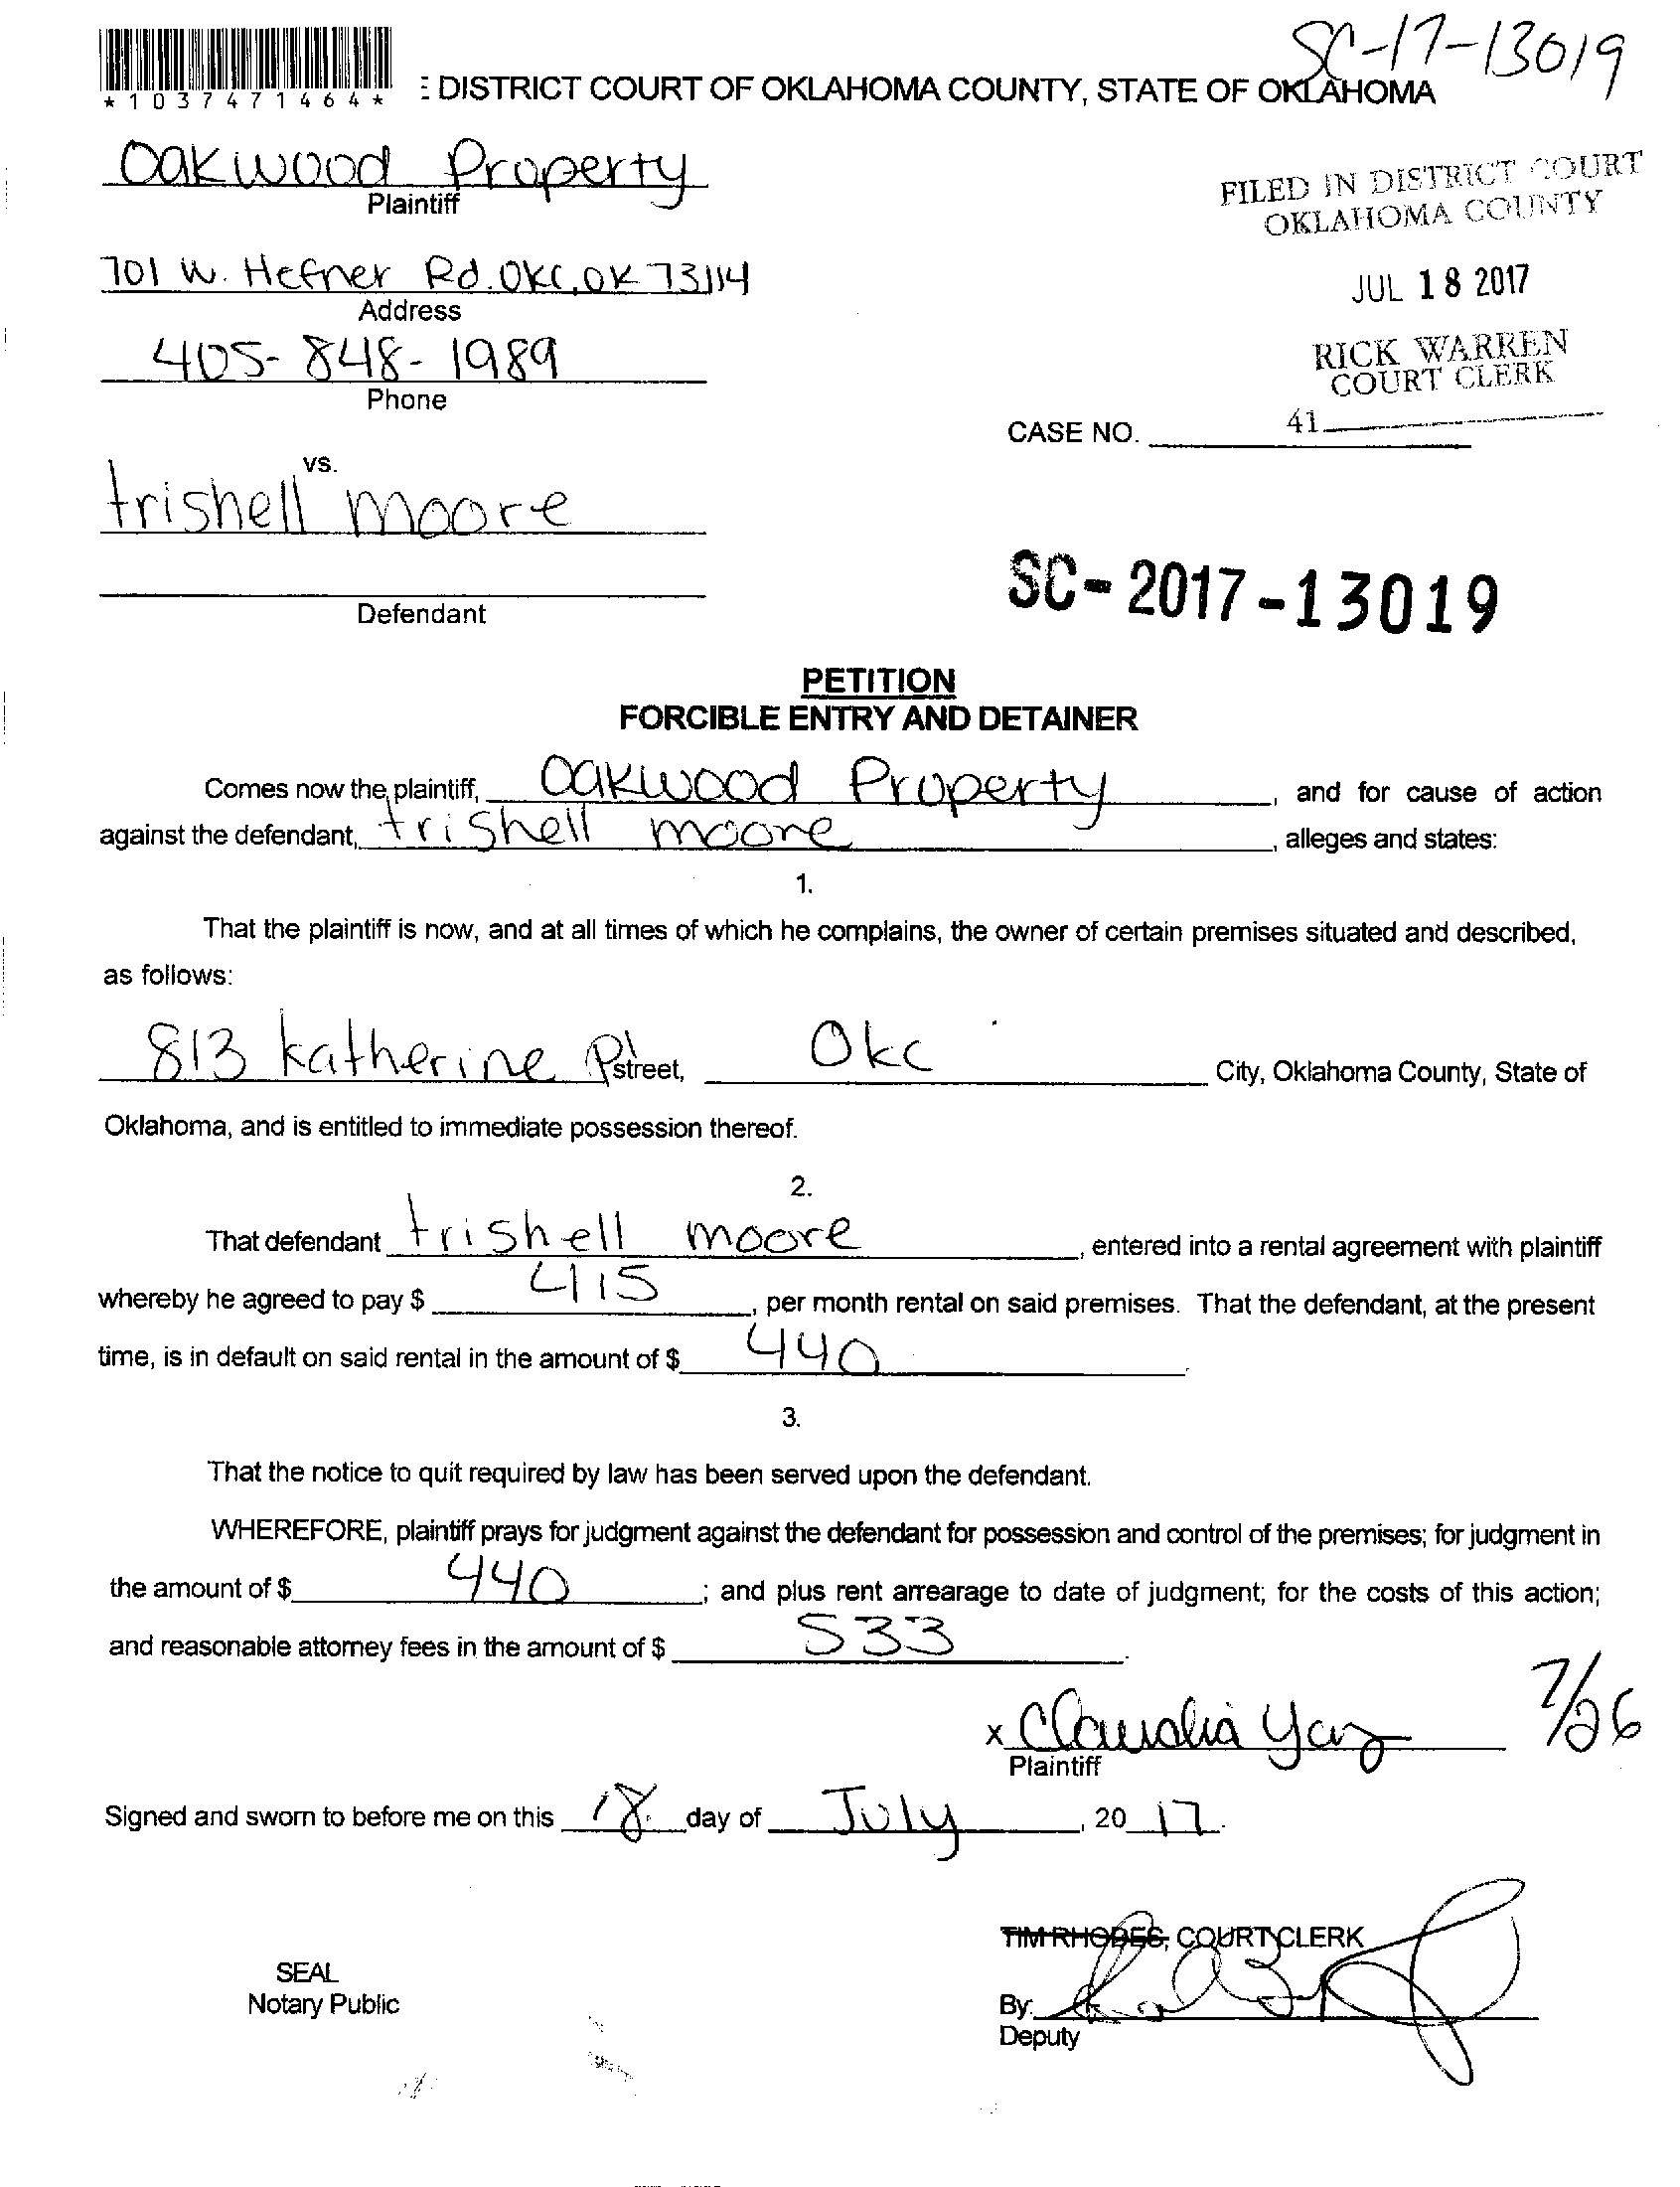 SC-17-13019
*1037471464*
E DISTRICT COURT OF OKLAHOMA COUNTY, STATE OF OKLAHOMA
Oakwood Property
Plaintiff
FILED IN DISTRICT COURT
OKLAHOMA COUNTY
701 W. Hefner Rd. OKC, OK 73114
Address
JUL 18 2017
405-848-1989
Phone
RICK WARREN
COURT CLERK
41
CASE NO.
vs.
trishell moore
Defendant
SC-2017-13019
PETITION
FORCIBLE ENTRY AND DETAINER
Comes now the plaintiff, Oakwood Property, and for cause of action
against the defendant, trishell moore, alleges and states:
1.
That the plaintiff is now, and at all times of which he complains, the owner of certain premises situated and described,
as follows:
813 katherine Pl street, Okc City, Oklahoma County, State of
Oklahoma, and is entitled to immediate possession thereof.
2.
That defendant trishell moore, entered into a rental agreement with plaintiff
whereby he agreed to pay $ 415, per month rental on said premises. That the defendant, at the present
time, is in default on said rental in the amount of $ 440.
3.
That the notice to quit required by law has been served upon the defendant.
WHEREFORE, plaintiff prays for judgment against the defendant for possession and control of the premises; for judgment in
the amount of $ 440; and plus rent arrearage to date of judgment; for the costs of this action;
and reasonable attorney fees in the amount of $ 533.
x Claudia Yaz 7/26
Plaintiff
Signed and sworn to before me on this 18 day of July, 20 17.
TIM RHODES, COURT CLERK
SEAL
Notary Public
By:
Deputy